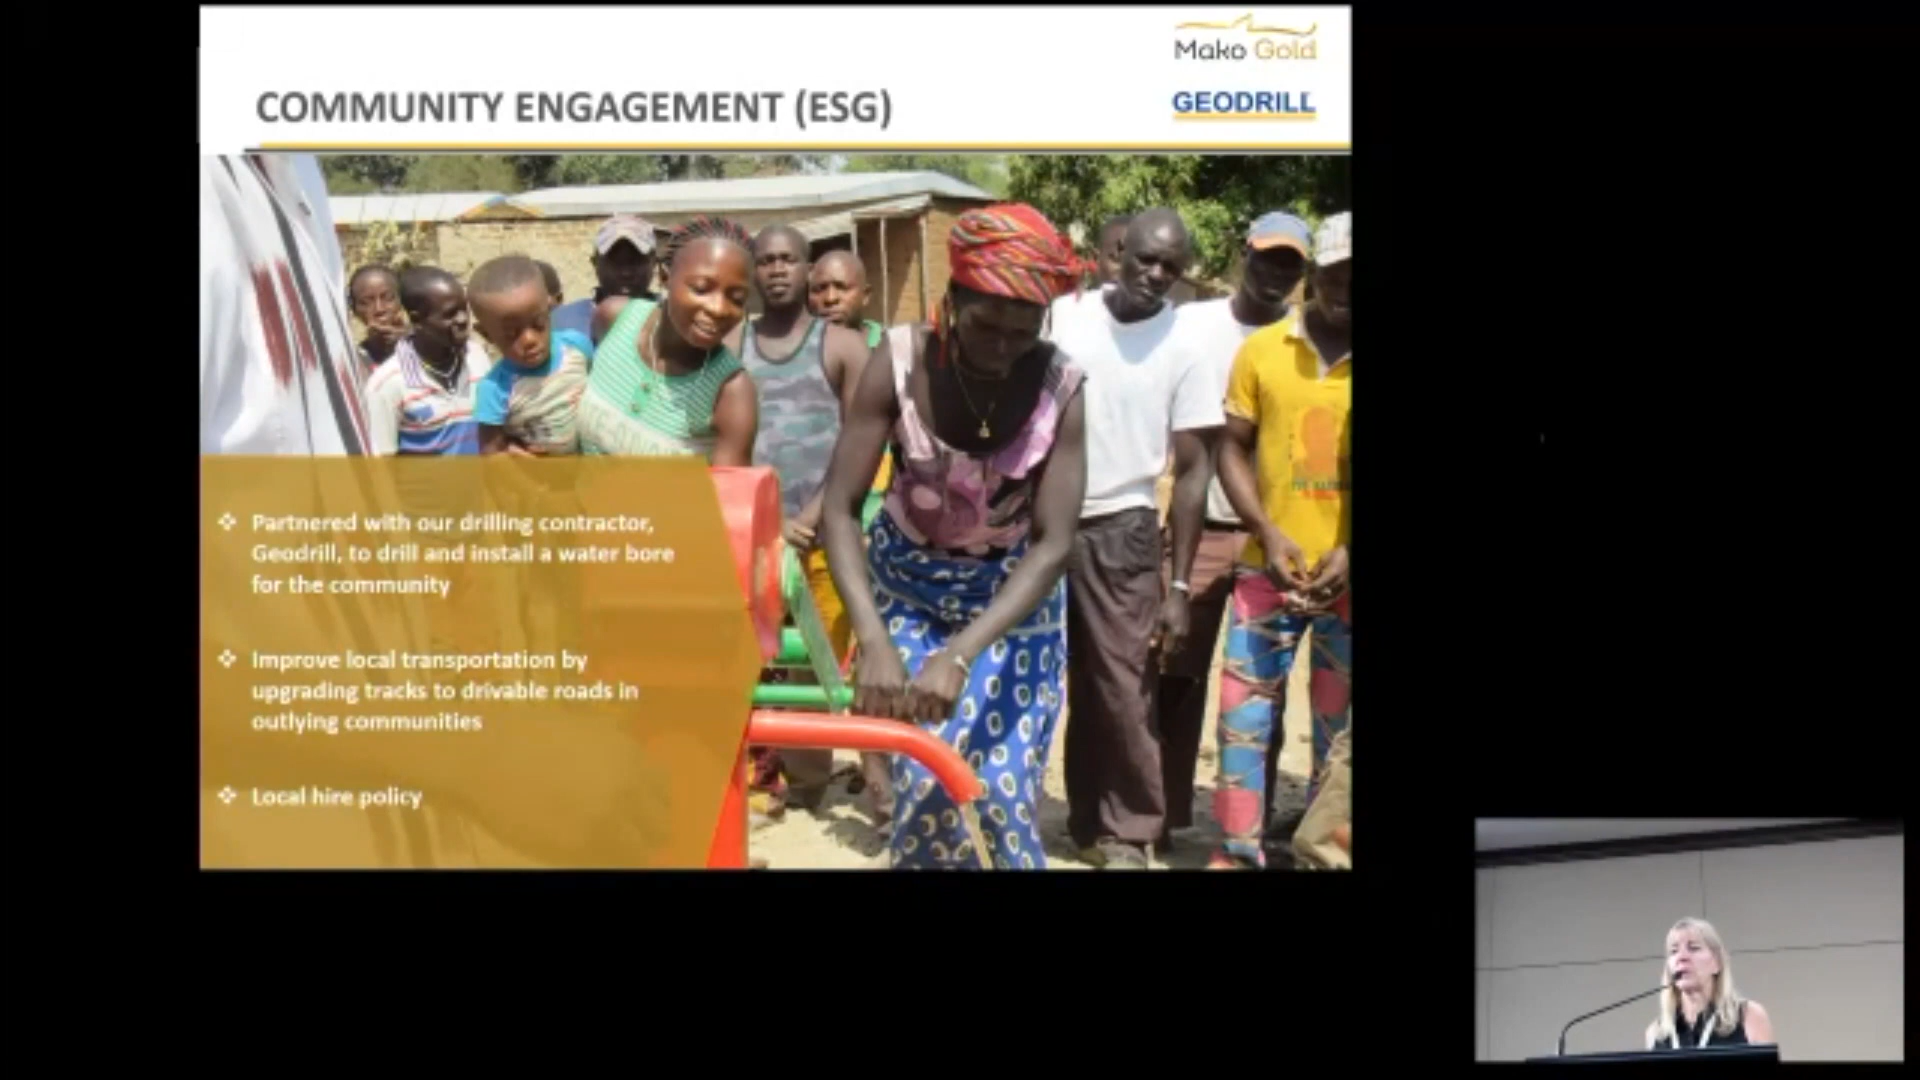 Mako Gold
COMMUNITY ENGAGEMENT (ESG)
GEODRILL
❖ Partnered with our drilling contractor,
Geodrill, to drill and install a water bore
for the community
❖ Improve local transportation by
upgrading tracks to drivable roads in
outlying communities
❖ Local hire policy